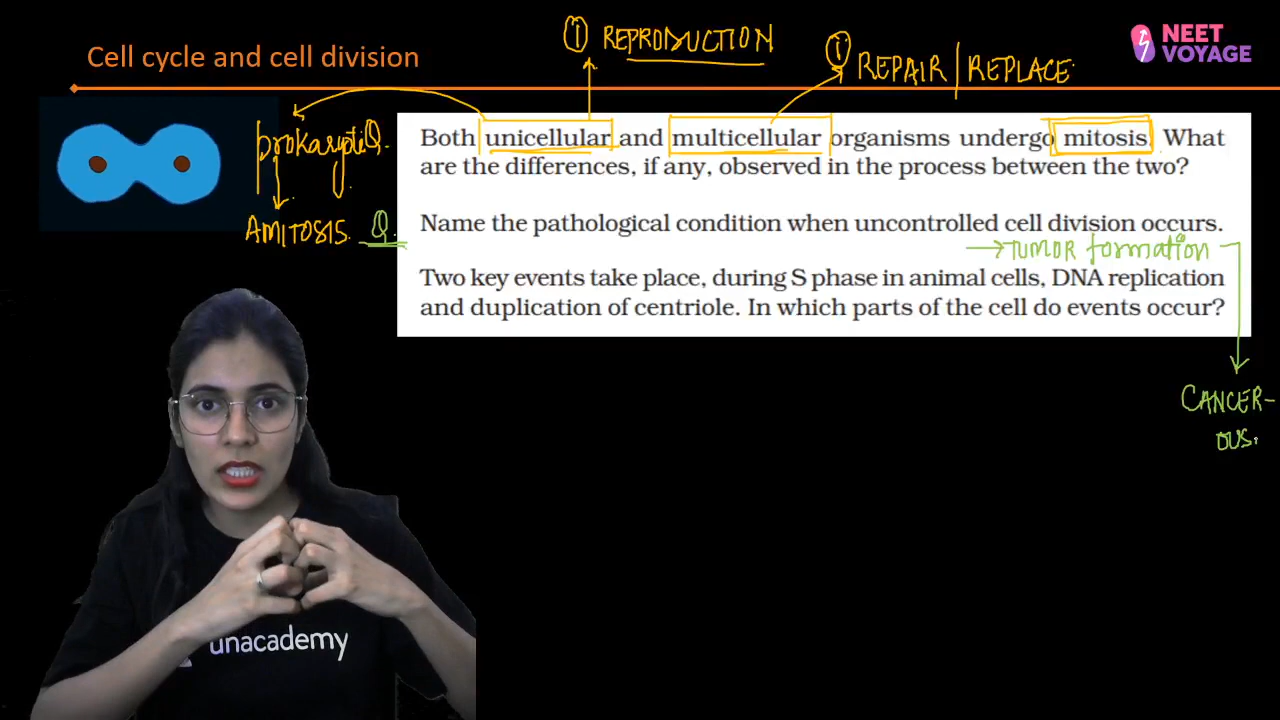 ① REPRODUCTION
① REPAIR/REPLACE
NEET
VOYAGE
Cell cycle and cell division
prokaryotic
Q.
Both unicellular and multicellular organisms undergo mitosis. What
are the differences, if any, observed in the process between the two?
AMITOSIS
Q.
Name the pathological condition when uncontrolled cell division occurs.
→ TUMOR formation
Two key events take place, during S phase in animal cells, DNA replication
and duplication of centriole. In which parts of the cell do events occur?
CANCER-
OUS.
unacademy